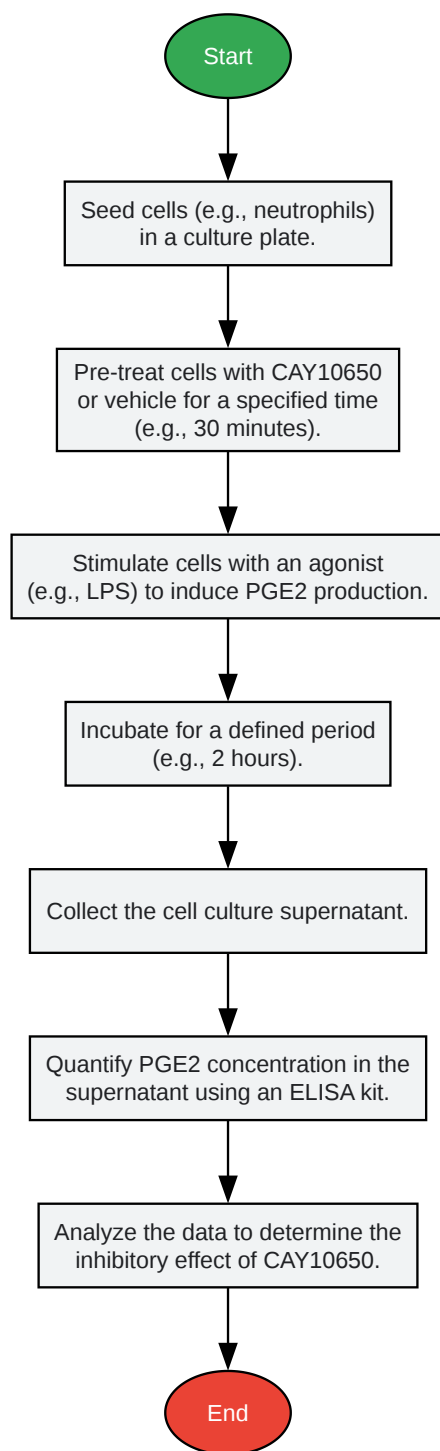 Start
Seed cells (e.g., neutrophils)
in a culture plate.
Pre-treat cells with CAY10650
or vehicle for a specified time
(e.g., 30 minutes).
Stimulate cells with an agonist
(e.g., LPS) to induce PGE2 production.
Incubate for a defined period
(e.g., 2 hours).
Collect the cell culture supernatant.
Quantify PGE2 concentration in the
supernatant using an ELISA kit.
Analyze the data to determine the
inhibitory effect of CAY10650.
End